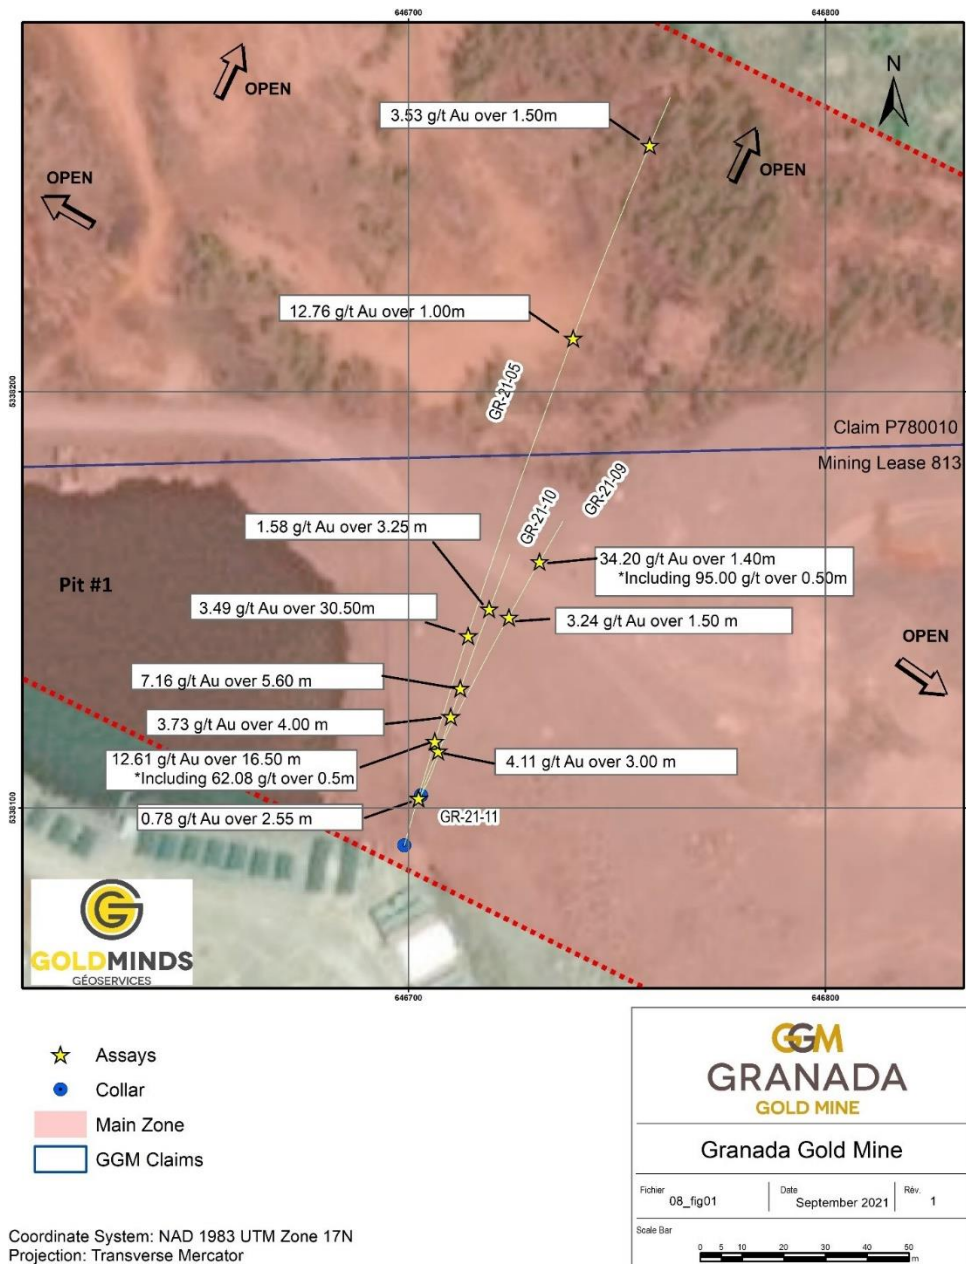 646700
646800
OPEN
3.53 g/t Au over 1.50m
N
OPEN
OPEN
12.76 g/t Au over 1.00m
5338200
GR-21-05
Claim P780010
Mining Lease 813
GR-21-10
GR-21-09
1.58 g/t Au over 3.25 m
34.20 g/t Au over 1.40m
*Including 95.00 g/t over 0.50m
Pit #1
3.49 g/t Au over 30.50m
3.24 g/t Au over 1.50 m
OPEN
7.16 g/t Au over 5.60 m
3.73 g/t Au over 4.00 m
12.61 g/t Au over 16.50 m
*Including 62.08 g/t over 0.5m
4.11 g/t Au over 3.00 m
5338100
0.78 g/t Au over 2.55 m
GR-21-11
G
GOLDMINDS
GÉOSERVICES
646700
646800
Assays
Collar
Main Zone
GGM Claims
GGM
GRANADA
GOLD MINE
Granada Gold Mine
Fichier
08_fig01
Date
September 2021
Rév.
1
Scale Bar
0 5 10 20 30 40 50
m
Coordinate System: NAD 1983 UTM Zone 17N
Projection: Transverse Mercator